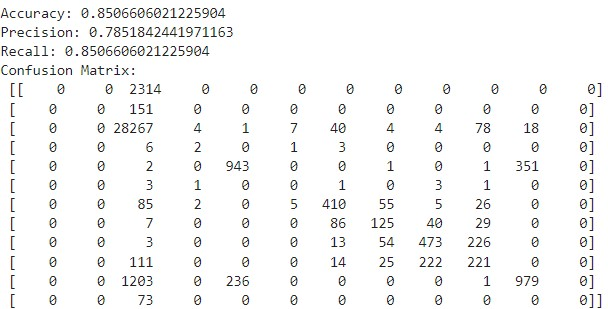 Accuracy: 0.8506606021225904
Precision: 0.7851842441971163
Recall: 0.8506606021225904
Confusion Matrix:
[[ 0 0 2314 0 0 0 0 0 0 0 0 0]
[ 0 0 151 0 0 0 0 0 0 0 0 0]
[ 0 0 28267 4 1 7 40 4 4 78 18 0]
[ 0 0 6 2 0 1 3 0 0 0 0 0]
[ 0 0 2 0 943 0 0 1 0 1 351 0]
[ 0 0 3 1 0 0 1 0 3 1 0 0]
[ 0 0 85 2 0 5 410 55 5 26 0 0]
[ 0 0 7 0 0 0 86 125 40 29 0 0]
[ 0 0 3 0 0 0 13 54 473 226 0 0]
[ 0 0 111 0 0 0 14 25 222 221 0 0]
[ 0 0 1203 0 236 0 0 0 0 1 979 0]
[ 0 0 73 0 0 0 0 0 0 0 0 0]]